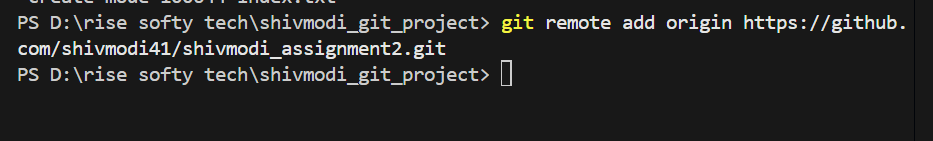 PS D:\rise softy tech\shivmodi_git_project> git remote add origin https://github.
com/shivmodi41/shivmodi_assignment2.git
PS D:\rise softy tech\shivmodi_git_project>